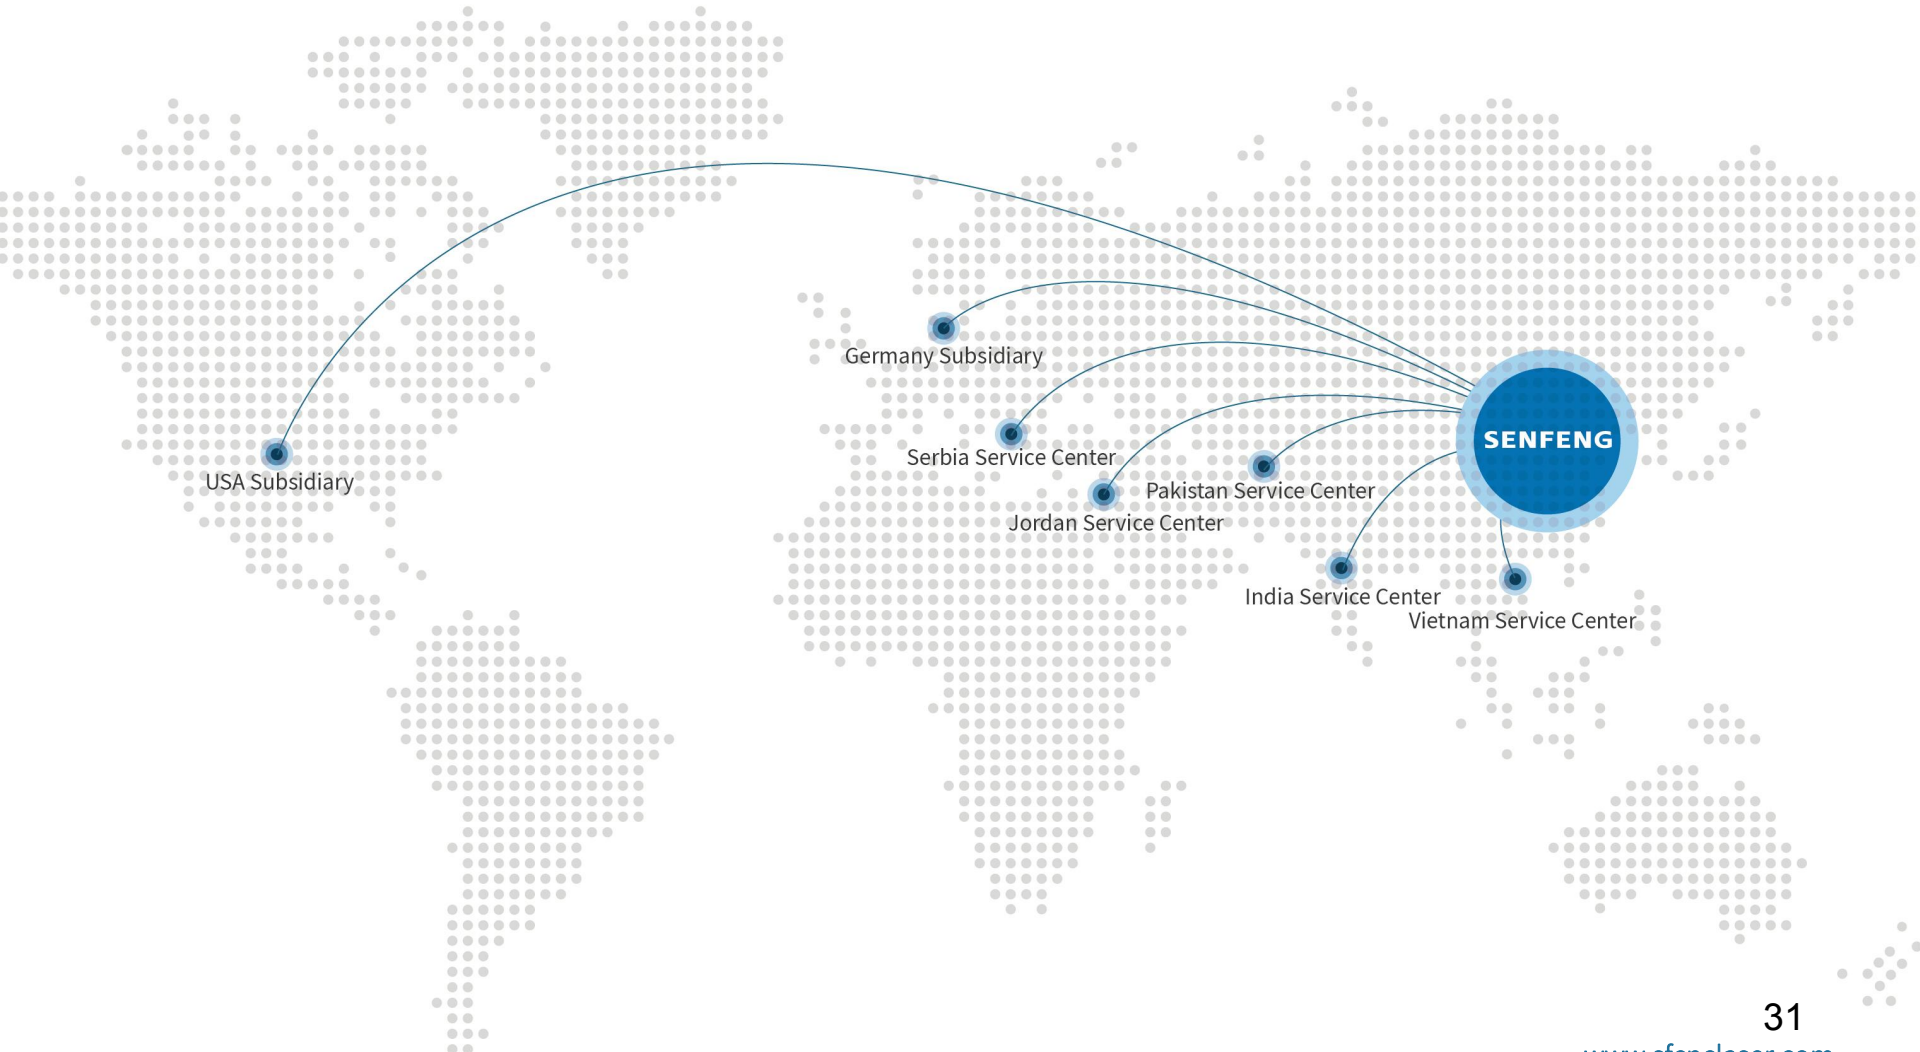 Germany Subsidiary
SENFENG
Serbia Service Center
USA Subsidiary
Pakistan Service Center
Jordan Service Center
India Service Center
Vietnam Service Center
31